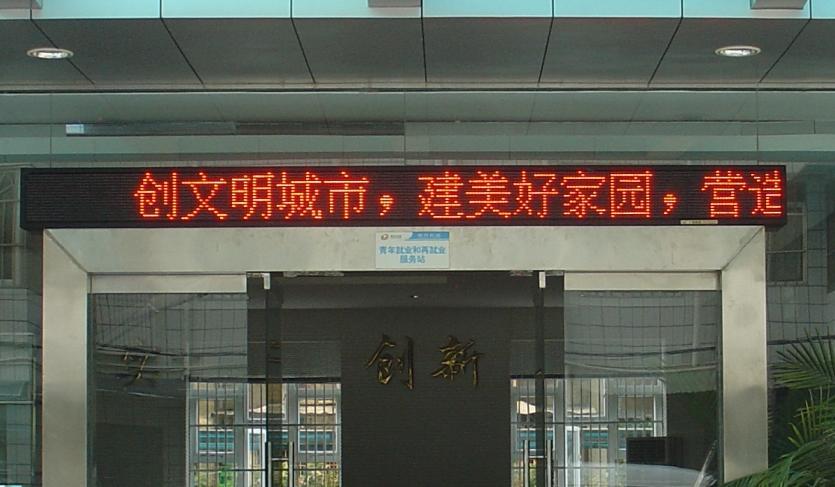 创文明城市，建美好家园，营造
青年就业和再就业
服务站
创新